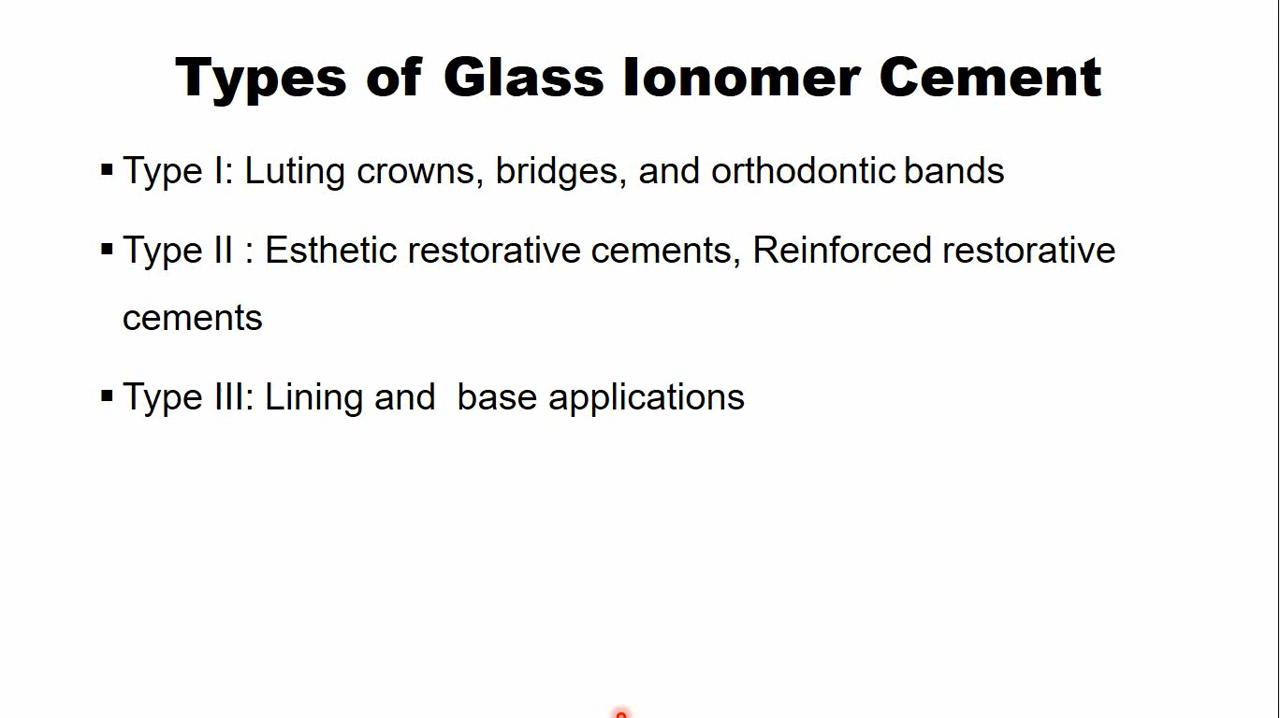 Types of Glass Ionomer Cement
▪ Type I: Luting crowns, bridges, and orthodontic bands
▪ Type II : Esthetic restorative cements, Reinforced restorative
cements
▪ Type III: Lining and  base applications